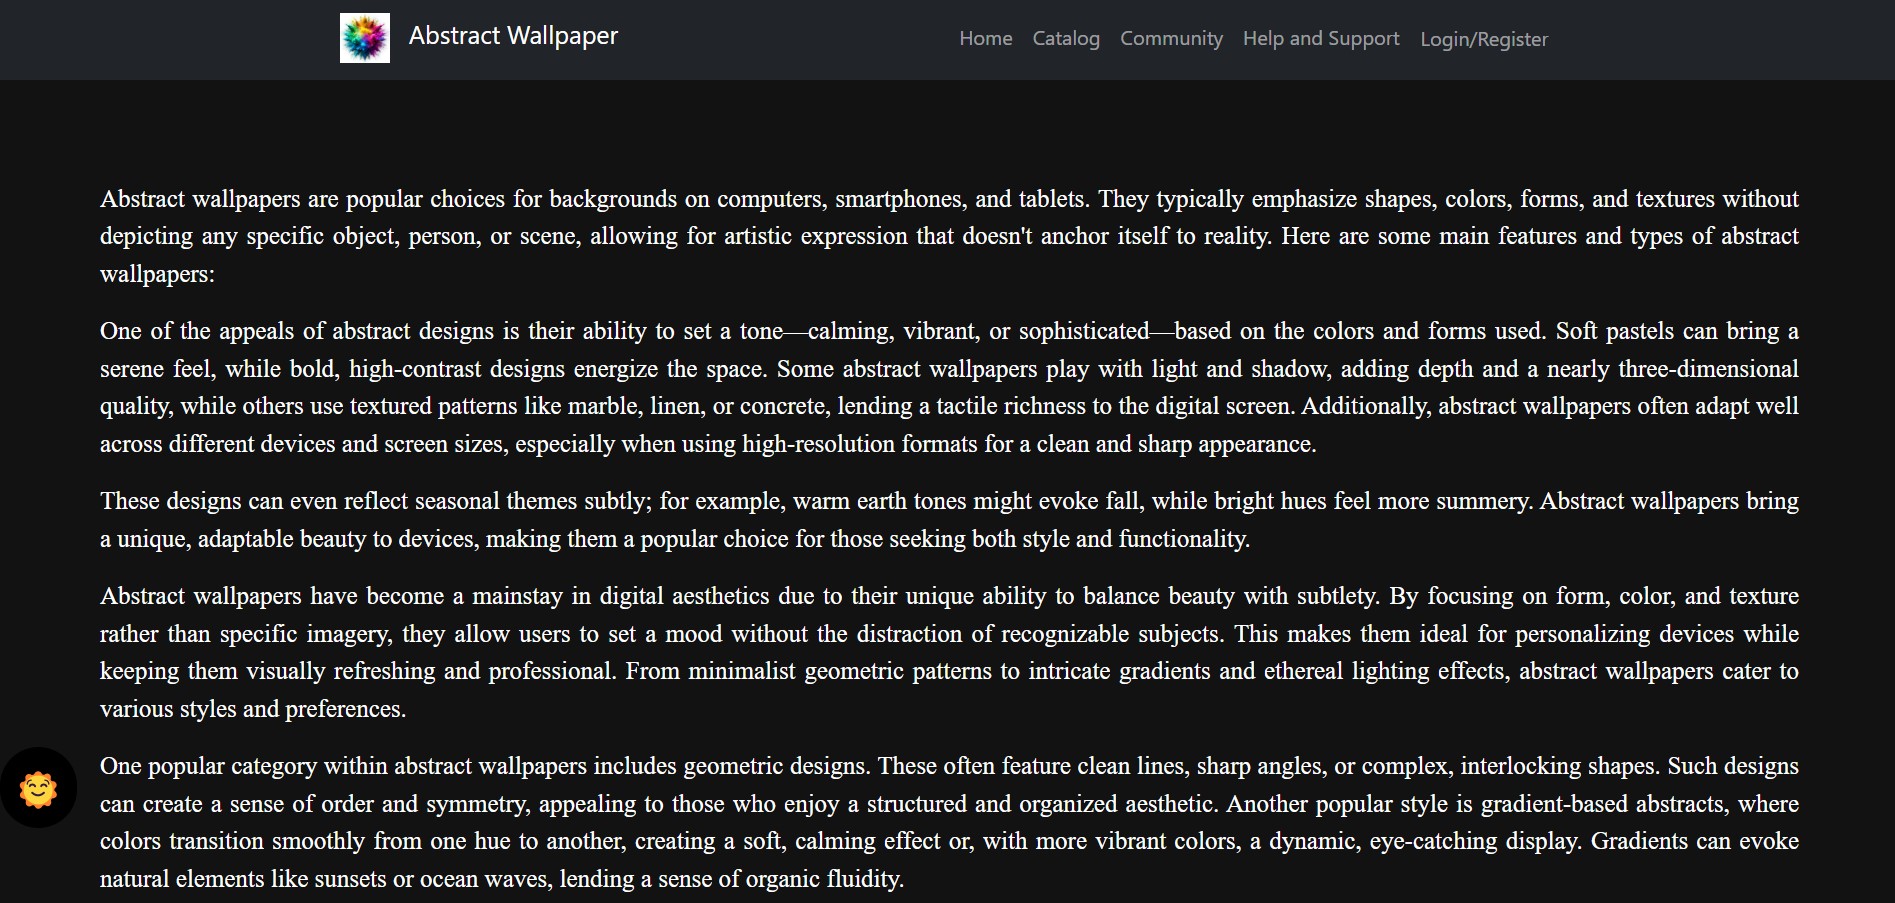 Abstract Wallpaper
Home Catalog Community Help and Support Login/Register
Abstract wallpapers are popular choices for backgrounds on computers, smartphones, and tablets. They typically emphasize shapes, colors, forms, and textures without
depicting any specific object, person, or scene, allowing for artistic expression that doesn't anchor itself to reality. Here are some main features and types of abstract
wallpapers:
One of the appeals of abstract designs is their ability to set a tone—calming, vibrant, or sophisticated—based on the colors and forms used. Soft pastels can bring a
serene feel, while bold, high-contrast designs energize the space. Some abstract wallpapers play with light and shadow, adding depth and a nearly three-dimensional
quality, while others use textured patterns like marble, linen, or concrete, lending a tactile richness to the digital screen. Additionally, abstract wallpapers often adapt well
across different devices and screen sizes, especially when using high-resolution formats for a clean and sharp appearance.
These designs can even reflect seasonal themes subtly; for example, warm earth tones might evoke fall, while bright hues feel more summery. Abstract wallpapers bring
a unique, adaptable beauty to devices, making them a popular choice for those seeking both style and functionality.
Abstract wallpapers have become a mainstay in digital aesthetics due to their unique ability to balance beauty with subtlety. By focusing on form, color, and texture
rather than specific imagery, they allow users to set a mood without the distraction of recognizable subjects. This makes them ideal for personalizing devices while
keeping them visually refreshing and professional. From minimalist geometric patterns to intricate gradients and ethereal lighting effects, abstract wallpapers cater to
various styles and preferences.
One popular category within abstract wallpapers includes geometric designs. These often feature clean lines, sharp angles, or complex, interlocking shapes. Such designs
can create a sense of order and symmetry, appealing to those who enjoy a structured and organized aesthetic. Another popular style is gradient-based abstracts, where
colors transition smoothly from one hue to another, creating a soft, calming effect or, with more vibrant colors, a dynamic, eye-catching display. Gradients can evoke
natural elements like sunsets or ocean waves, lending a sense of organic fluidity.